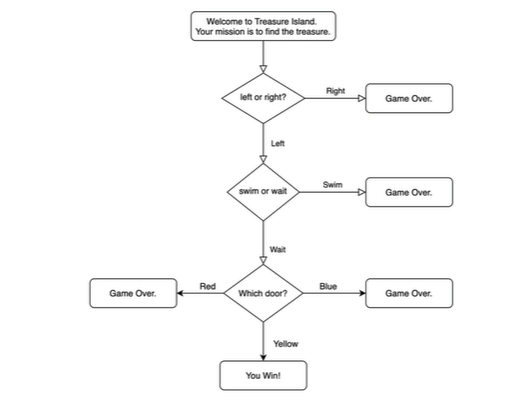 Welcome to Treasure Island.
Your mission is to find the treasure.
left or right?
Right
Game Over.
Left
swim or wait
Swim
Game Over.
Wait
Game Over.
Red
Which door?
Blue
Game Over.
Yellow
You Win!